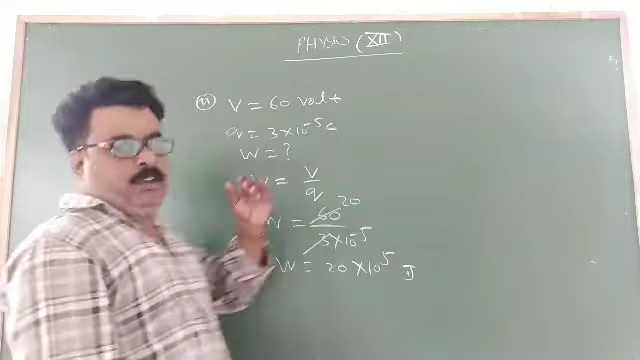 PHYSICS (XII)
(ii) V = 60 volt
q = 3×10⁻⁵ C
W = ?
W = V/q
W = 60/3×10⁻⁵ 20
W = 20×10⁵ J